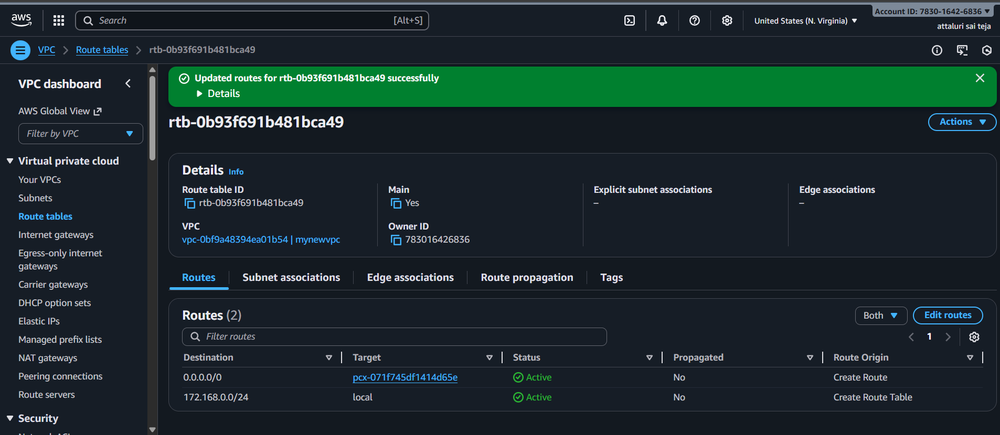 aws
Search
[Alt+S]
United States (N. Virginia)
Account ID: 7830-1642-6836
attaluri sai teja
VPC
Route tables
rtb-0b93f691b481bca49
VPC dashboard
AWS Global View
Filter by VPC
Virtual private cloud
Your VPCs
Subnets
Route tables
Internet gateways
Egress-only internet
gateways
Carrier gateways
DHCP option sets
Elastic IPs
Managed prefix lists
NAT gateways
Peering connections
Route servers
Security
Updated routes for rtb-0b93f691b481bca49 successfully
Details
rtb-0b93f691b481bca49
Actions
Details Info
Route table ID
rtb-0b93f691b481bca49
Main
Yes
Explicit subnet associations
–
Edge associations
–
VPC
vpc-0bf9a48394ea01b54 | mynewvpc
Owner ID
783016426836
Routes
Subnet associations
Edge associations
Route propagation
Tags
Routes (2)
Both
Edit routes
Filter routes
1
Destination Target Status Propagated Route Origin
0.0.0.0/0 pcx-071f745df1414d65e Active No Create Route
172.168.0.0/24 local Active No Create Route Table